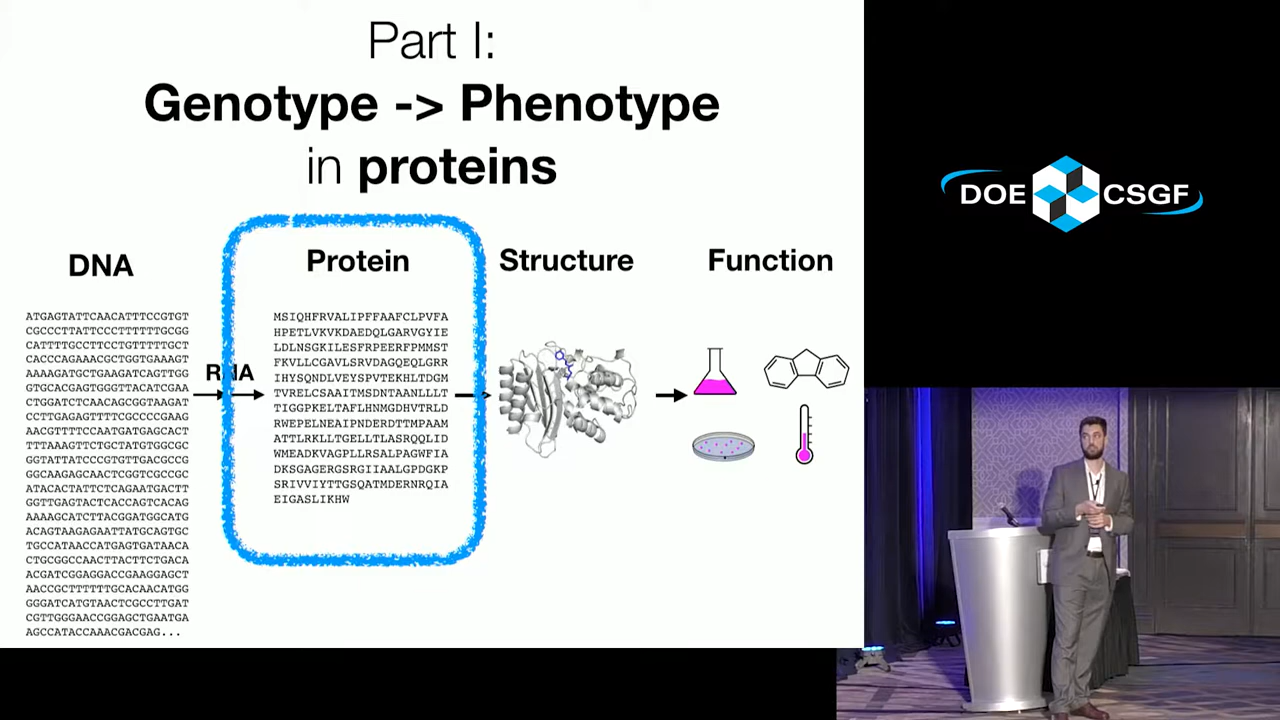 Part I:
Genotype -> Phenotype
in proteins
DNA
ATGAGTATTCAACATTTCCGTGT
CGCCCTTATTCCCTTTTTTGCGG
CATTTTGCCTTCCTGTTTTTGCT
CACCCAGAAACGCTGGTGAAAGT
AAAAGATGCTGAAGATCAGTTGG
GTGCACGAGTGGGTTACATCGAA
CTGGATCTCAACAGCGGTAAGAT
CCTTGAGAGTTTTCGCCCCGAAG
AACGTTTTCCAATGATGAGCACT
TTTAAAGTTCTGCTATGTGGCGC
GGTATTATCCCGTGTTGACGCCG
GGCAAGAGCAACTCGGTCGCCGC
ATACACTATTCTCAGAATGACTT
GGTTGAGTACTCACCAGTCACAG
AAAAGCATCTTACGGATGGCATG
ACAGTAAGAGAATTATGCAGTGC
TGCCATAACCATGAGTGATAACA
CTGCGGCCAACTTACTTCTGACA
ACGATCGGAGGACCGAAGGAGCT
AACCGCTTTTTTGCACAACATGG
GGGATCATGTAACTCGCCTTGAT
CGTTGGGAACCGGAGCTGAATGA
AGCCATACCAAACGACGAG...
RNA
Protein
MSIQHFRVALIPFFAAFCLPVFA
HPETLVKVKDAEDQLGARVGYIE
LDLNSGKILESFRPEERFPMMST
FKVLLCGAVLSRVDAGQEQLGRR
IHYSQNDLVEYSPVTEKHLTDGM
TVRELCSAAITMSDNTAANLLLT
TIGGPKELTAFLHNMGDHVTRLD
RWEPELNEAIPNDERDTTMPAAM
ATTLRKLLTGELLTLASRQQLID
WMEADKVAGPLLRSALPAGWFIA
DKSGAGERGSRGIIAALGPDGKP
SRIVVIYTTGSQATMDERNRQIA
EIGASLIKHW
Structure
Function
DOE CSGF